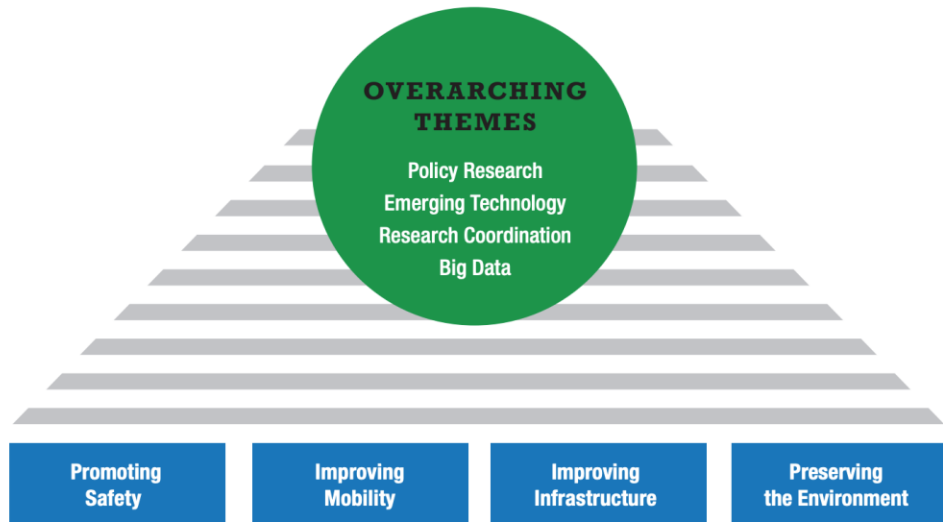 OVERARCHING
THEMES
Policy Research
Emerging Technology
Research Coordination
Big Data
Promoting
Safety
Improving
Mobility
Improving
Infrastructure
Preserving
the Environment